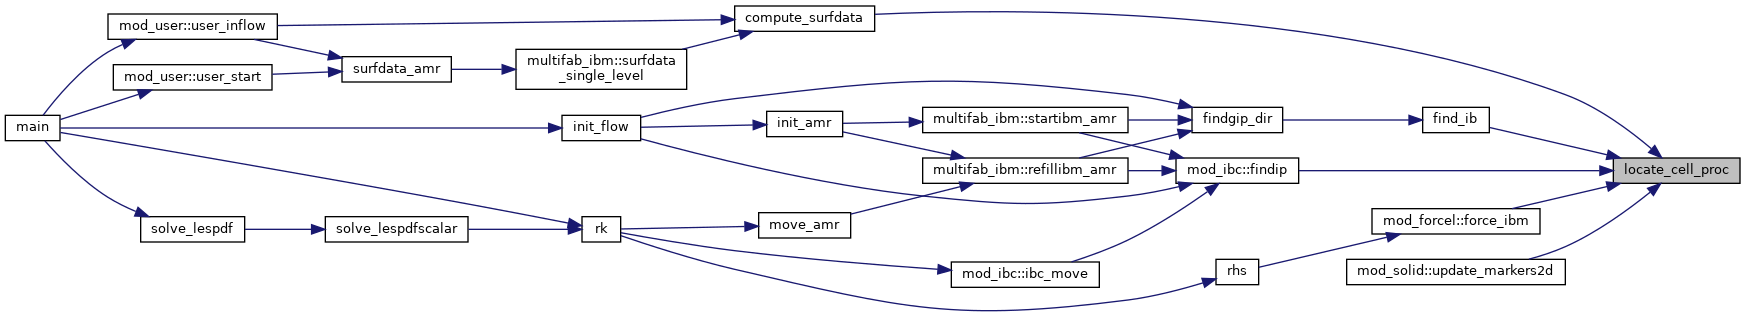 compute_surfdata
mod_user::user_inflow
multifab_ibm::surfdata
_single_level
surfdata_amr
mod_user::user_start
main
init_flow
init_amr
multifab_ibm::startibm_amr
findgip_dir
find_ib
multifab_ibm::refillibm_amr
mod_ibc::findip
locate_cell_proc
solve_lespdf
solve_lespdfscalar
rk
move_amr
mod_forcel::force_ibm
mod_ibc::ibc_move
rhs
mod_solid::update_markers2d